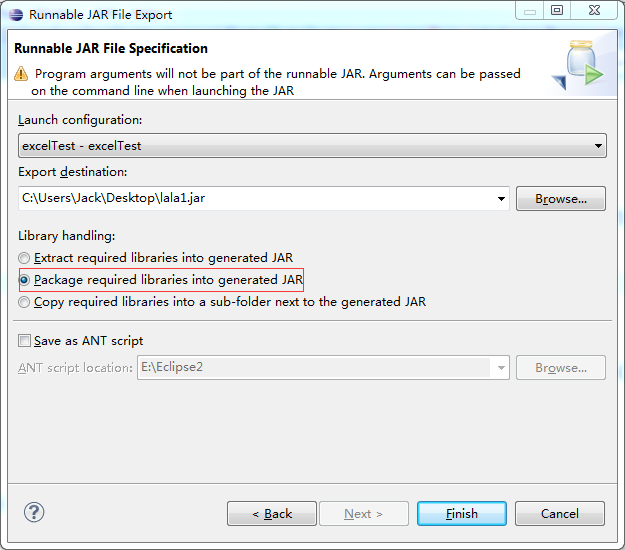 Runnable JAR File Export
Runnable JAR File Specification
Program arguments will not be part of the runnable JAR. Arguments can be passed
on the command line when launching the JAR
Launch configuration:
excelTest - excelTest
Export destination:
C:\Users\Jack\Desktop\lala1.jar
Browse...
Library handling:
Extract required libraries into generated JAR
Package required libraries into generated JAR
Copy required libraries into a sub-folder next to the generated JAR
Save as ANT script
ANT script location:
E:\Eclipse2
Browse...
?
< Back
Next >
Finish
Cancel